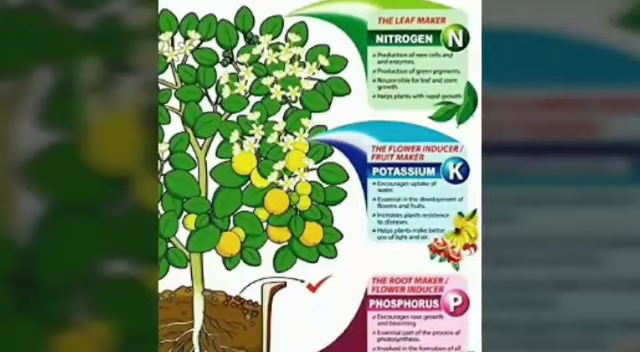 THE LEAF MAKER
NITROGEN N
Production of new cells and
and enzymes.
Production of green pigments.
Responsible for leaf and stem
growth.
Helps plants with rapid growth.
THE FLOWER INDUCER /
FRUIT MAKER
POTASSIUM K
Encourages uptake of
water.
Essential in the development of
flowers and fruits.
Increases plants resistence
to diseases.
Helps plants make better
use of light and air.
THE ROOT MAKER /
FLOWER INDUCER
PHOSPHORUS P
Encourages root growth
and blooming.
Essential part of the process of
photosynthesis.
Involved in the formation of all